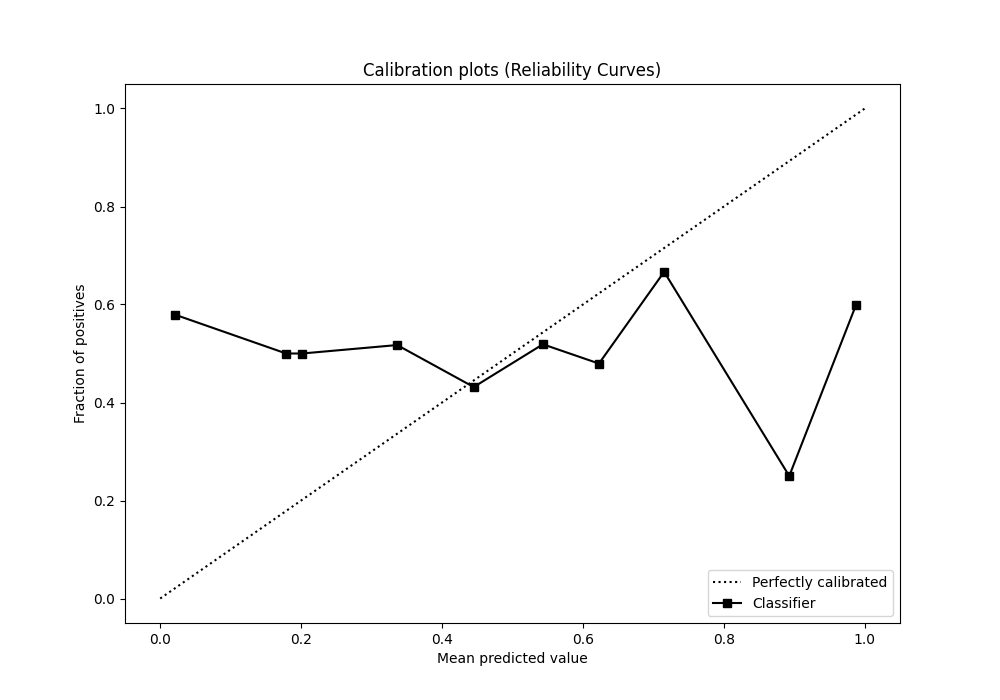 Calibration plots (Reliability Curves)
Fraction of positives
1.0
0.8
0.6
0.4
0.2
0.0
0.0 0.2 0.4 0.6 0.8 1.0
Mean predicted value
Perfectly calibrated
Classifier